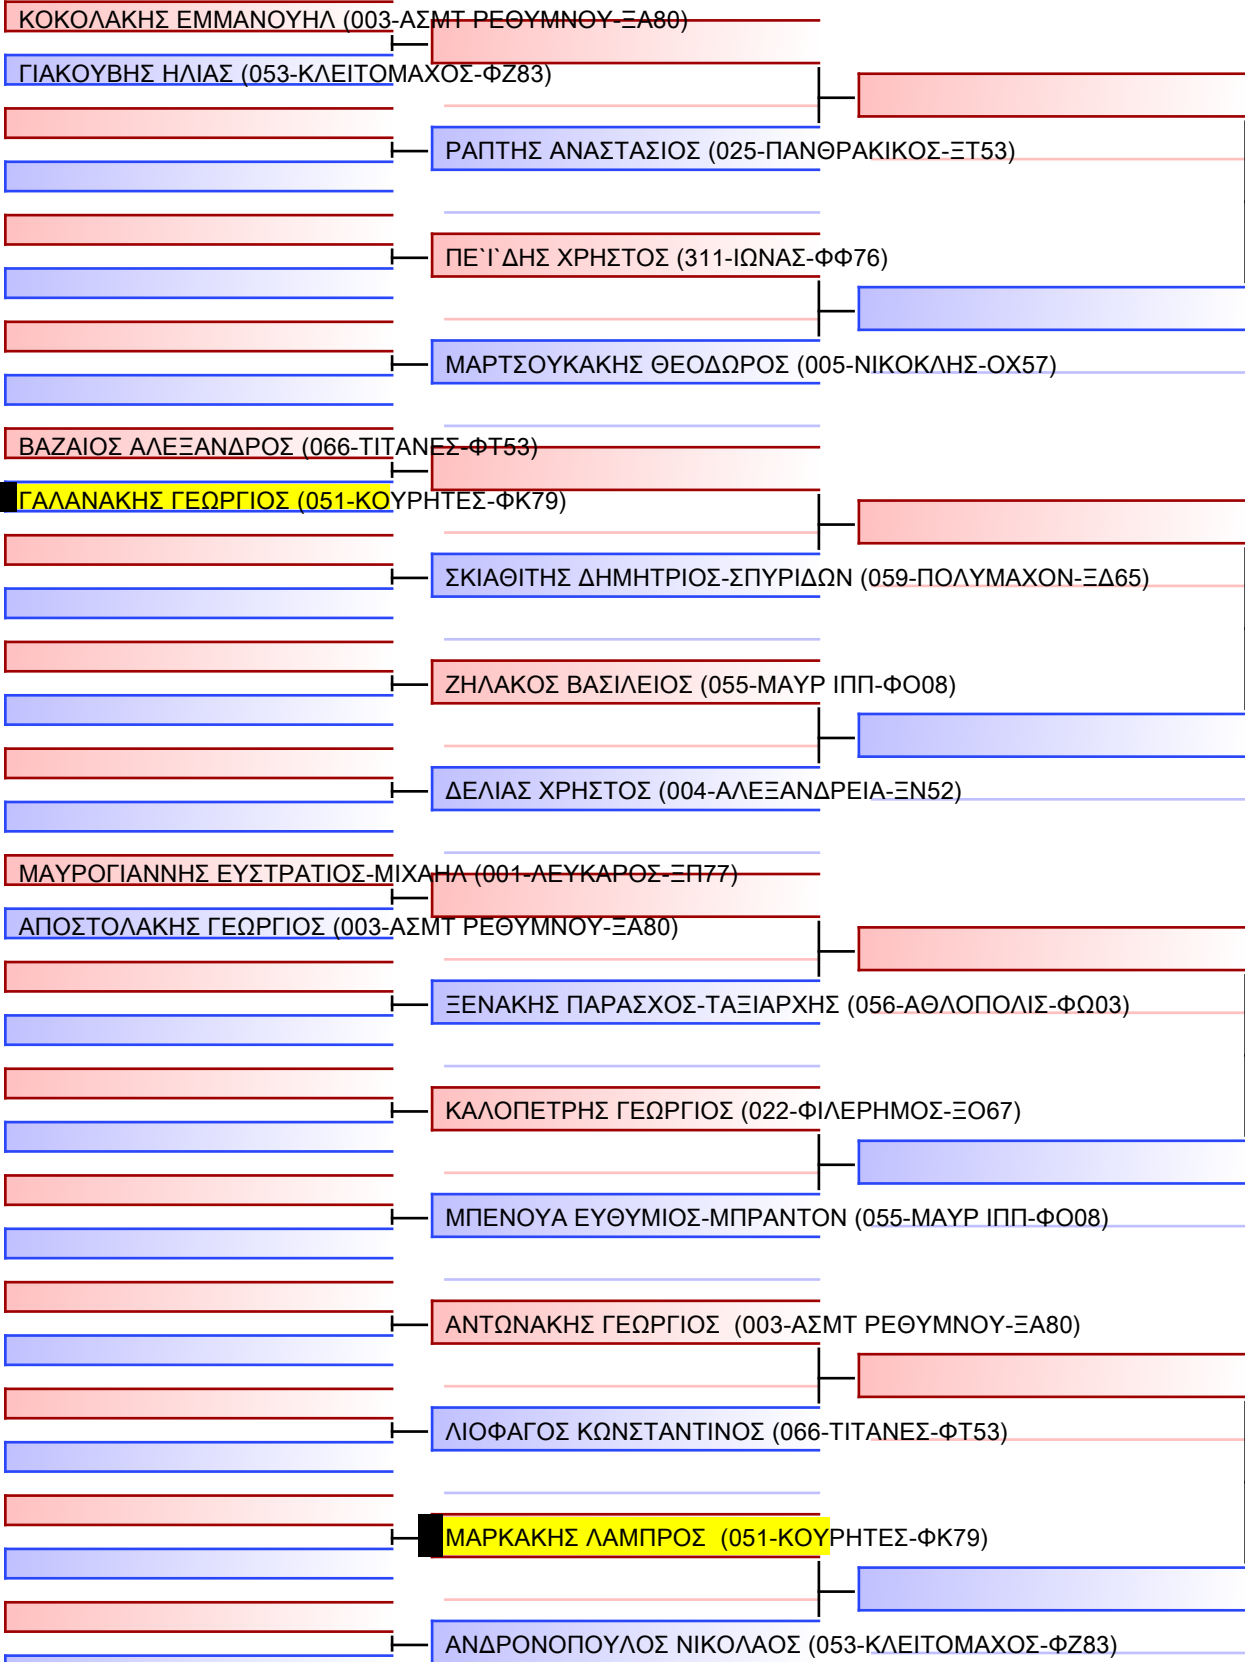 ΚΟΚΟΛΑΚΗΣ ΕΜΜΑΝΟΥΗΛ (003-ΑΣΜΤ ΡΕΘΥΜΝΟΥ-ΞΑ80)
ΓΙΑΚΟΥΒΗΣ ΗΛΙΑΣ (053-ΚΛΕΙΤΟΜΑΧΟΣ-ΦΖ83)
ΡΑΠΤΗΣ ΑΝΑΣΤΑΣΙΟΣ (025-ΠΑΝΘΡΑΚΙΚΟΣ-ΞΤ53)
ΠΕ`Ι`ΔΗΣ ΧΡΗΣΤΟΣ (311-ΙΩΝΑΣ-ΦΦ76)
ΜΑΡΤΣΟΥΚΑΚΗΣ ΘΕΟΔΩΡΟΣ (005-ΝΙΚΟΚΛΗΣ-ΟΧ57)
ΒΑΖΑΙΟΣ ΑΛΕΞΑΝΔΡΟΣ (066-ΤΙΤΑΝΕΣ-ΦΤ53)
ΓΑΛΑΝΑΚΗΣ ΓΕΩΡΓΙΟΣ (051-ΚΟΥΡΗΤΕΣ-ΦΚ79)
ΣΚΙΑΘΙΤΗΣ ΔΗΜΗΤΡΙΟΣ-ΣΠΥΡΙΔΩΝ (059-ΠΟΛΥΜΑΧΟΝ-ΞΔ65)
ΖΗΛΑΚΟΣ ΒΑΣΙΛΕΙΟΣ (055-ΜΑΥΡ ΙΠΠ-ΦΟ08)
ΔΕΛΙΑΣ ΧΡΗΣΤΟΣ (004-ΑΛΕΞΑΝΔΡΕΙΑ-ΞΝ52)
ΜΑΥΡΟΓΙΑΝΝΗΣ ΕΥΣΤΡΑΤΙΟΣ-ΜΙΧΑΗΛ (001-ΛΕΥΚΑΡΟΣ-ΞΠ77)
ΑΠΟΣΤΟΛΑΚΗΣ ΓΕΩΡΓΙΟΣ (003-ΑΣΜΤ ΡΕΘΥΜΝΟΥ-ΞΑ80)
ΞΕΝΑΚΗΣ ΠΑΡΑΣΧΟΣ-ΤΑΞΙΑΡΧΗΣ (056-ΑΘΛΟΠΟΛΙΣ-ΦΩ03)
ΚΑΛΟΠΕΤΡΗΣ ΓΕΩΡΓΙΟΣ (022-ΦΙΛΕΡΗΜΟΣ-ΞΟ67)
ΜΠΕΝΟΥΑ ΕΥΘΥΜΙΟΣ-ΜΠΡΑΝΤΟΝ (055-ΜΑΥΡ ΙΠΠ-ΦΟ08)
ΑΝΤΩΝΑΚΗΣ ΓΕΩΡΓΙΟΣ  (003-ΑΣΜΤ ΡΕΘΥΜΝΟΥ-ΞΑ80)
ΛΙΟΦΑΓΟΣ ΚΩΝΣΤΑΝΤΙΝΟΣ (066-ΤΙΤΑΝΕΣ-ΦΤ53)
ΜΑΡΚΑΚΗΣ ΛΑΜΠΡΟΣ  (051-ΚΟΥΡΗΤΕΣ-ΦΚ79)
ΑΝΔΡΟΝΟΠΟΥΛΟΣ ΝΙΚΟΛΑΟΣ (053-ΚΛΕΙΤΟΜΑΧΟΣ-ΦΖ83)